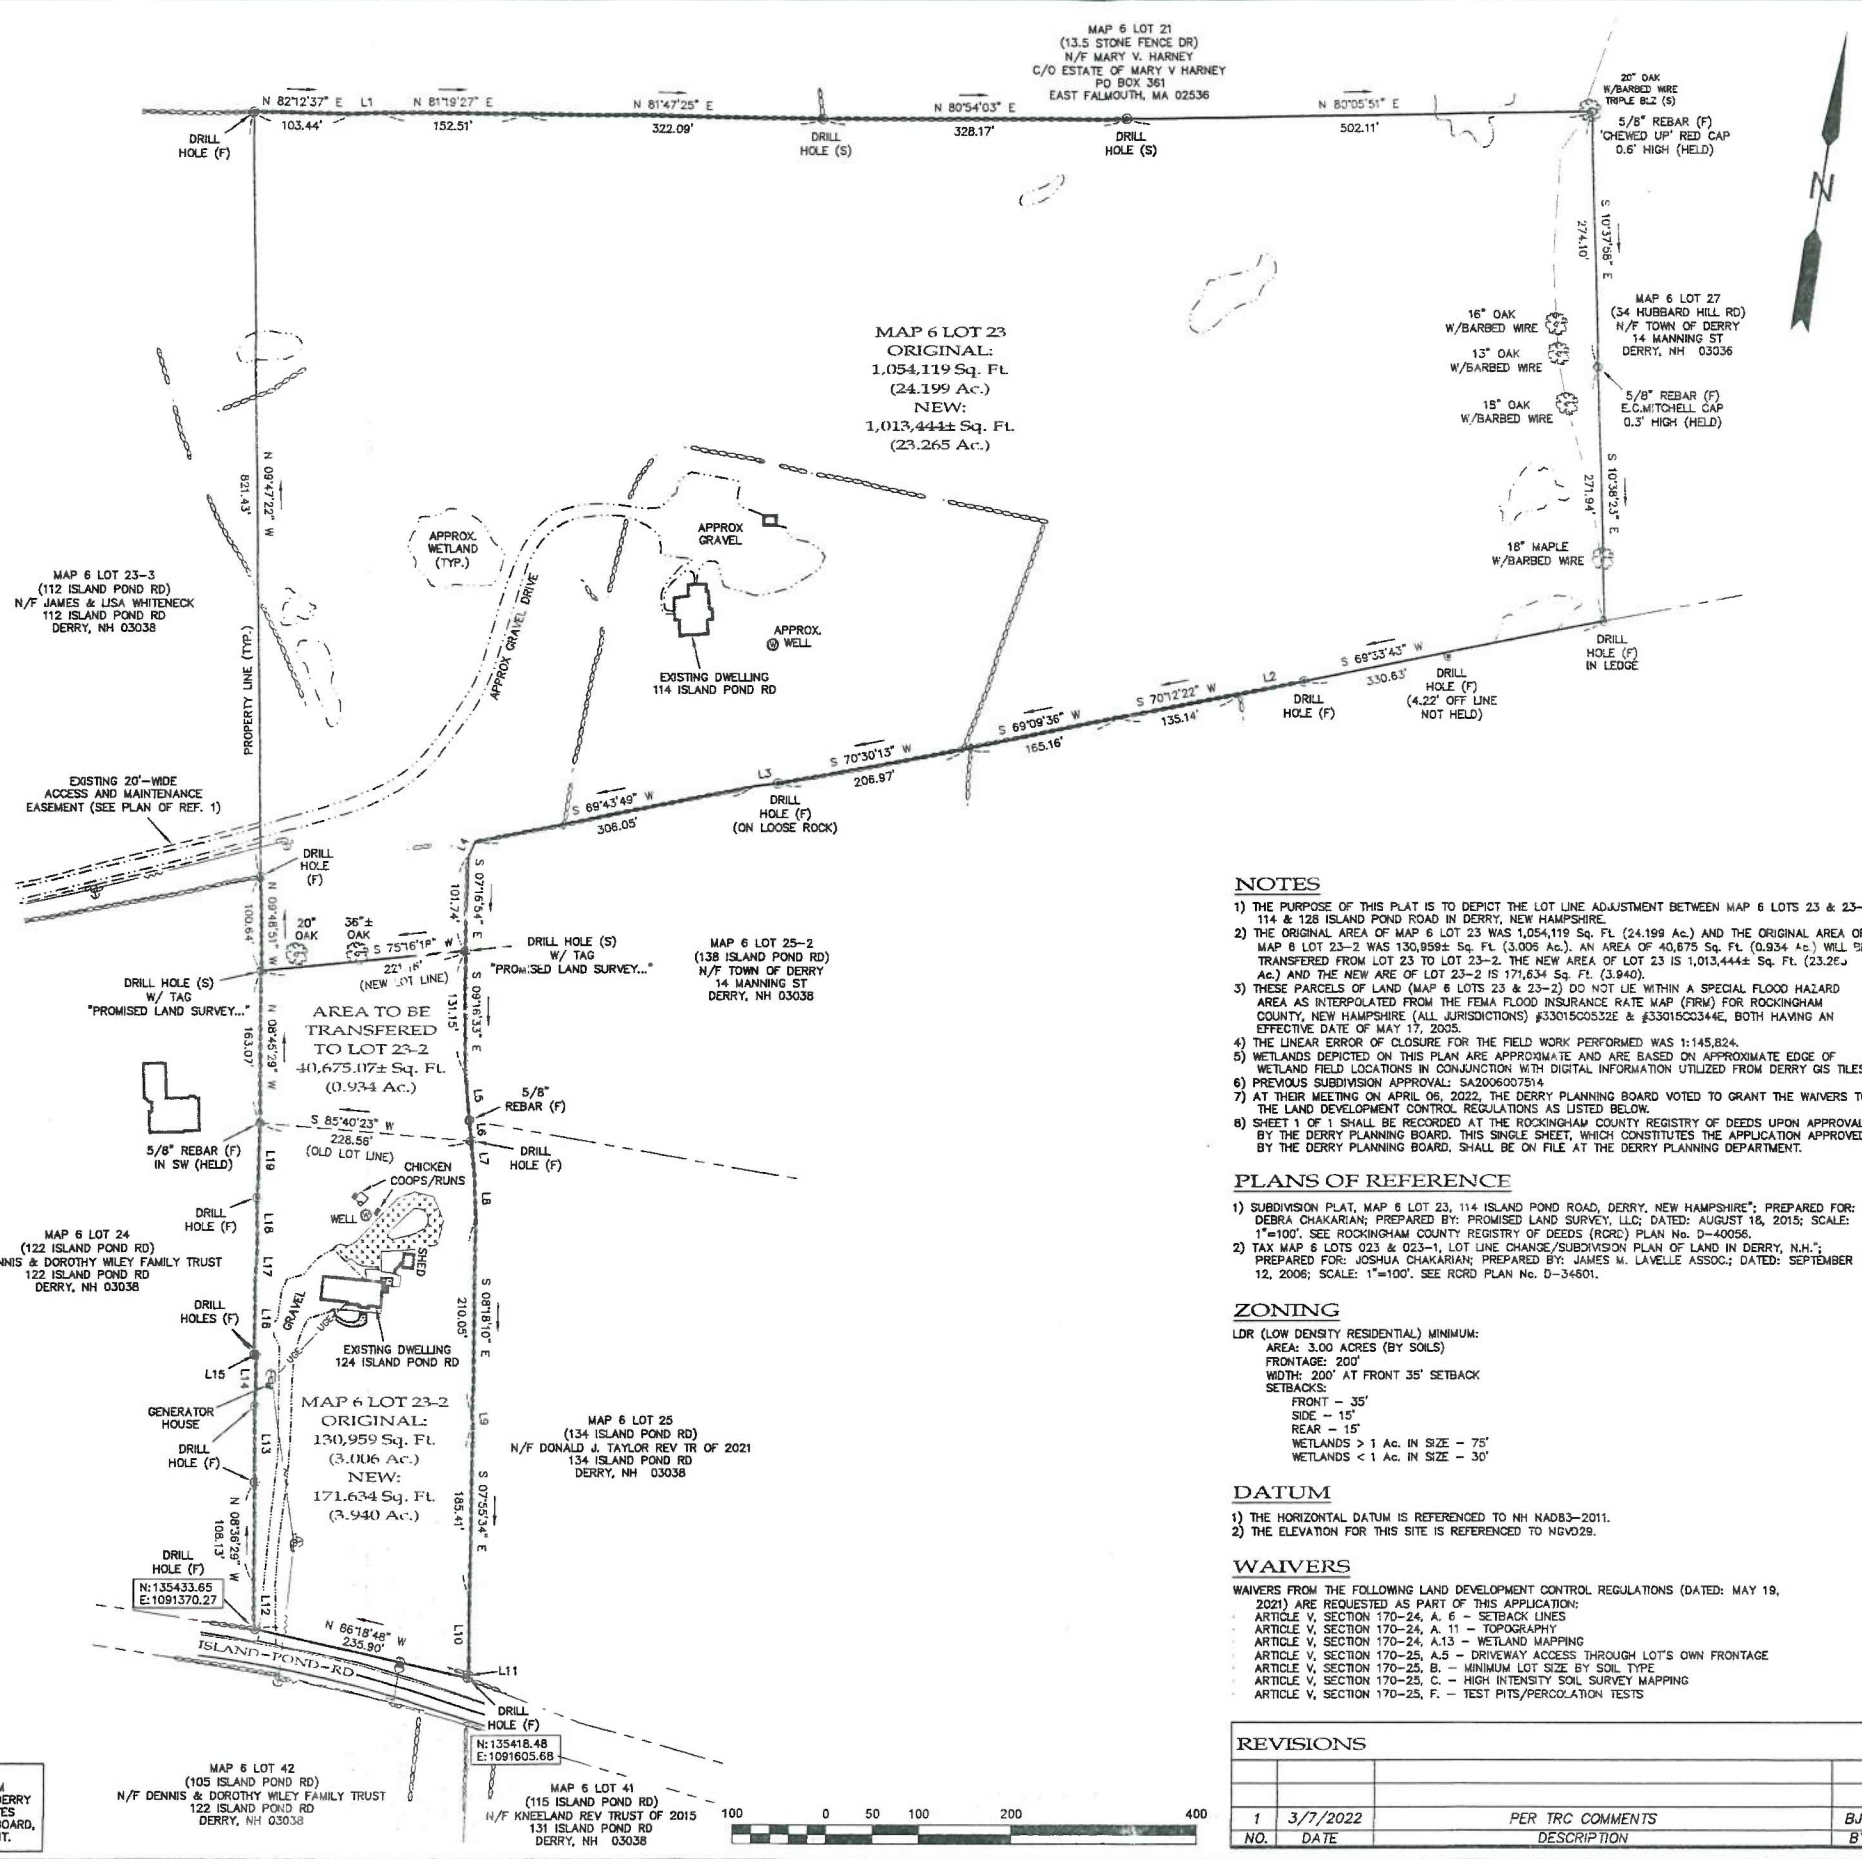 MAP 6 LOT 21
(13.5 STONE FENCE DR)
N/F MARY V. HARNEY
C/O ESTATE OF MARY V HARNEY
PO BOX 361
EAST FALMOUTH, MA 02536
N 82°12'37" E
103.44'
L1
N 81°19'27" E
152.51'
N 81°47'25" E
322.09'
N 80°54'03" E
328.17'
N 80°05'51" E
502.11'
DRILL
HOLE (F)
DRILL
HOLE (S)
DRILL
HOLE (S)
20" OAK
W/BARBED WIRE
TRIPLE BLZ (S)
5/8" REBAR (F)
'CHEWED UP' RED CAP
0.6' HIGH (HELD)
N
S 10°37'58" E
274.10'
MAP 6 LOT 27
(34 HUBBARD HILL RD)
N/F TOWN OF DERRY
14 MANNING ST
DERRY, NH 03036
16" OAK
W/BARBED WIRE
13" OAK
W/BARBED WIRE
15" OAK
W/BARBED WIRE
5/8" REBAR (F)
E.C.MITCHELL CAP
0.3' HIGH (HELD)
S 10°38'23" E
271.94'
18" MAPLE
W/BARBED WIRE
DRILL
HOLE (F)
IN LEDGE
MAP 6 LOT 23
ORIGINAL:
1,054,119 Sq. Ft.
(24.199 Ac.)
NEW:
1,013,444± Sq. Ft.
(23.265 Ac.)
N 09°47'22" W
821.43'
PROPERTY LINE (TYP.)
APPROX.
WETLAND
(TYP.)
APPROX GRAVEL DRIVE
APPROX
GRAVEL
APPROX.
WELL
EXISTING DWELLING
114 ISLAND POND RD
MAP 6 LOT 23-3
(112 ISLAND POND RD)
N/F JAMES & LISA WHITENECK
112 ISLAND POND RD
DERRY, NH 03038
EXISTING 20'-WIDE
ACCESS AND MAINTENANCE
EASEMENT (SEE PLAN OF REF. 1)
S 69°33'43" W
330.63'
DRILL
HOLE (F)
(4.22' OFF LINE
NOT HELD)
L2
DRILL
HOLE (F)
S 70°12'22" W
135.14'
S 69°09'36" W
165.16'
S 70°30'13" W
206.97'
L3
DRILL
HOLE (F)
(ON LOOSE ROCK)
S 69°43'49" W
306.05'
DRILL
HOLE
(F)
N 09°48'51" W
100.64'
20"
OAK
36"±
OAK
S 07°16'54" E
101.74'
S 75°16'18" W
(NEW LOT LINE)
DRILL HOLE (S)
W/ TAG
"PROMISED LAND SURVEY..."
DRILL HOLE (S)
W/ TAG
"PROMISED LAND SURVEY..."
MAP 6 LOT 25-2
(138 ISLAND POND RD)
N/F TOWN OF DERRY
14 MANNING ST
DERRY, NH 03038
AREA TO BE
TRANSFERED
TO LOT 23-2
40,675.07± Sq. Ft.
(0.934 Ac.)
N 08°45'29" W
163.07'
S 09°16'33" E
131.15'
L5
5/8"
REBAR (F)
L6
S 85°40'23" W
228.56'
(OLD LOT LINE)
5/8" REBAR (F)
IN SW (HELD)
DRILL
HOLE (F)
L7
L8
L19
CHICKEN
COOPS/RUNS
WELL
DRILL
HOLE (F)
L18
L17
L16
SHED
GRAVEL
UGE
UGE
EXISTING DWELLING
124 ISLAND POND RD
S 08°18'10" E
210.05'
MAP 6 LOT 24
(122 ISLAND POND RD)
NNIS & DOROTHY WILEY FAMILY TRUST
122 ISLAND POND RD
DERRY, NH 03038
DRILL
HOLES (F)
L15
L14
GENERATOR
HOUSE
L13
DRILL
HOLE (F)
MAP 6 LOT 23-2
ORIGINAL:
130,959 Sq. Ft.
(3.006 Ac.)
NEW:
171.634 Sq. Ft.
(3.940 Ac.)
L9
MAP 6 LOT 25
(134 ISLAND POND RD)
N/F DONALD J. TAYLOR REV TR OF 2021
134 ISLAND POND RD
DERRY, NH 03038
S 07°55'34" E
185.41'
N 08°36'29" W
108.13'
DRILL
HOLE (F)
N:135433.65
E:1091370.27
L12
N 86°18'48" W
235.90'
L10
L11
ISLAND-POND-RD
DRILL
HOLE (F)
N:135418.48
E:1091605.68
MAP 6 LOT 42
(105 ISLAND POND RD)
N/F DENNIS & DOROTHY WILEY FAMILY TRUST
122 ISLAND POND RD
DERRY, NH 03038
MAP 6 LOT 41
(115 ISLAND POND RD)
N/F KNEELAND REV TRUST OF 2015
131 ISLAND POND RD
DERRY, NH 03038
100 0 50 100 200 400
ERRY
ES
OARD,
T.
NOTES
1) THE PURPOSE OF THIS PLAT IS TO DEPICT THE LOT LINE ADJUSTMENT BETWEEN MAP 6 LOTS 23 & 23-
114 & 128 ISLAND POND ROAD IN DERRY, NEW HAMPSHIRE.
2) THE ORIGINAL AREA OF MAP 6 LOT 23 WAS 1,054,119 Sq. Ft. (24.199 Ac.) AND THE ORIGINAL AREA OF
MAP 6 LOT 23-2 WAS 130,959± Sq. Ft. (3.006 Ac.). AN AREA OF 40,675 Sq. Ft. (0.934 Ac.) WILL
TRANSFERED FROM LOT 23 TO LOT 23-2. THE NEW AREA OF LOT 23 IS 1,013,444± Sq. Ft.
Ac.) AND THE NEW ARE OF LOT 23-2 IS 171,634 Sq. Ft. (3.940).
3) THESE PARCELS OF LAND (MAP 6 LOTS 23 & 23-2) DO NOT LIE WITHIN A SPECIAL FLOOD HAZARD
AREA AS INTERPOLATED FROM THE FEMA FLOOD INSURANCE RATE MAP (FIRM) FOR ROCKINGHAM
COUNTY, NEW HAMPSHIRE (ALL JURISDICTIONS) #33015C0532E & #33015C0344E, BOTH HAVING AN
EFFECTIVE DATE OF MAY 17, 2005.
4) THE LINEAR ERROR OF CLOSURE FOR THE FIELD WORK PERFORMED WAS 1:145,824.
5) WETLANDS DEPICTED ON THIS PLAN ARE APPROXIMATE AND ARE BASED ON APPROXIMATE EDGE OF
WETLAND FIELD LOCATIONS IN CONJUNCTION WITH DIGITAL INFORMATION UTILIZED FROM DERRY GIS TILES
6) PREVIOUS SUBDIVISION APPROVAL: SA2006007514
7) AT THEIR MEETING ON APRIL 06, 2022, THE DERRY PLANNING BOARD VOTED TO GRANT THE WAIVERS T
THE LAND DEVELOPMENT CONTROL REGULATIONS AS LISTED BELOW.
8) SHEET 1 OF 1 SHALL BE RECORDED AT THE ROCKINGHAM COUNTY REGISTRY OF DEEDS UPON APPROVAL
BY THE DERRY PLANNING BOARD. THIS SINGLE SHEET, WHICH CONSTITUTES THE APPLICATION APPROVED
BY THE DERRY PLANNING BOARD, SHALL BE ON FILE AT THE DERRY PLANNING DEPARTMENT.
PLANS OF REFERENCE
1) SUBDIVISION PLAT, MAP 6 LOT 23, 114 ISLAND POND ROAD, DERRY, NEW HAMPSHIRE"; PREPARED FOR:
DEBRA CHAKARIAN; PREPARED BY: PROMISED LAND SURVEY, LLC; DATED: AUGUST 18, 2015; SCALE:
1"=100'. SEE ROCKINGHAM COUNTY REGISTRY OF DEEDS (RCRD) PLAN No. D-40056.
2) TAX MAP 6 LOTS 023 & 023-1, LOT LINE CHANGE/SUBDIVISION PLAN OF LAND IN DERRY, N.H.";
PREPARED FOR: JOSHUA CHAKARIAN; PREPARED BY: JAMES M. LAVELLE ASSOC.; DATED: SEPTEMBER
12, 2006; SCALE: 1"=100'. SEE RCRD PLAN No. D-34601.
ZONING
LDR (LOW DENSITY RESIDENTIAL) MINIMUM:
AREA: 3.00 ACRES (BY SOILS)
FRONTAGE: 200'
WIDTH: 200' AT FRONT 35' SETBACK
SETBACKS:
FRONT - 35'
SIDE - 15'
REAR - 15'
WETLANDS > 1 Ac. IN SIZE - 75'
WETLANDS < 1 Ac. IN SIZE - 30'
DATUM
1) THE HORIZONTAL DATUM IS REFERENCED TO NH NAD83-2011.
2) THE ELEVATION FOR THIS SITE IS REFERENCED TO NGVD29.
WAIVERS
WAIVERS FROM THE FOLLOWING LAND DEVELOPMENT CONTROL REGULATIONS (DATED: MAY 19,
2021) ARE REQUESTED AS PART OF THIS APPLICATION:
ARTICLE V, SECTION 170-24, A. 6 - SETBACK LINES
ARTICLE V, SECTION 170-24, A. 11 - TOPOGRAPHY
ARTICLE V, SECTION 170-24, A.13 - WETLAND MAPPING
ARTICLE V, SECTION 170-25, A.5 - DRIVEWAY ACCESS THROUGH LOT'S OWN FRONTAGE
ARTICLE V, SECTION 170-25, B. - MINIMUM LOT SIZE BY SOIL TYPE
ARTICLE V, SECTION 170-25, C. - HIGH INTENSITY SOIL SURVEY MAPPING
ARTICLE V, SECTION 170-25, F. - TEST PITS/PERCOLATION TESTS
REVISIONS
1 3/7/2022 PER TRC COMMENTS BJ
NO. DATE DESCRIPTION B